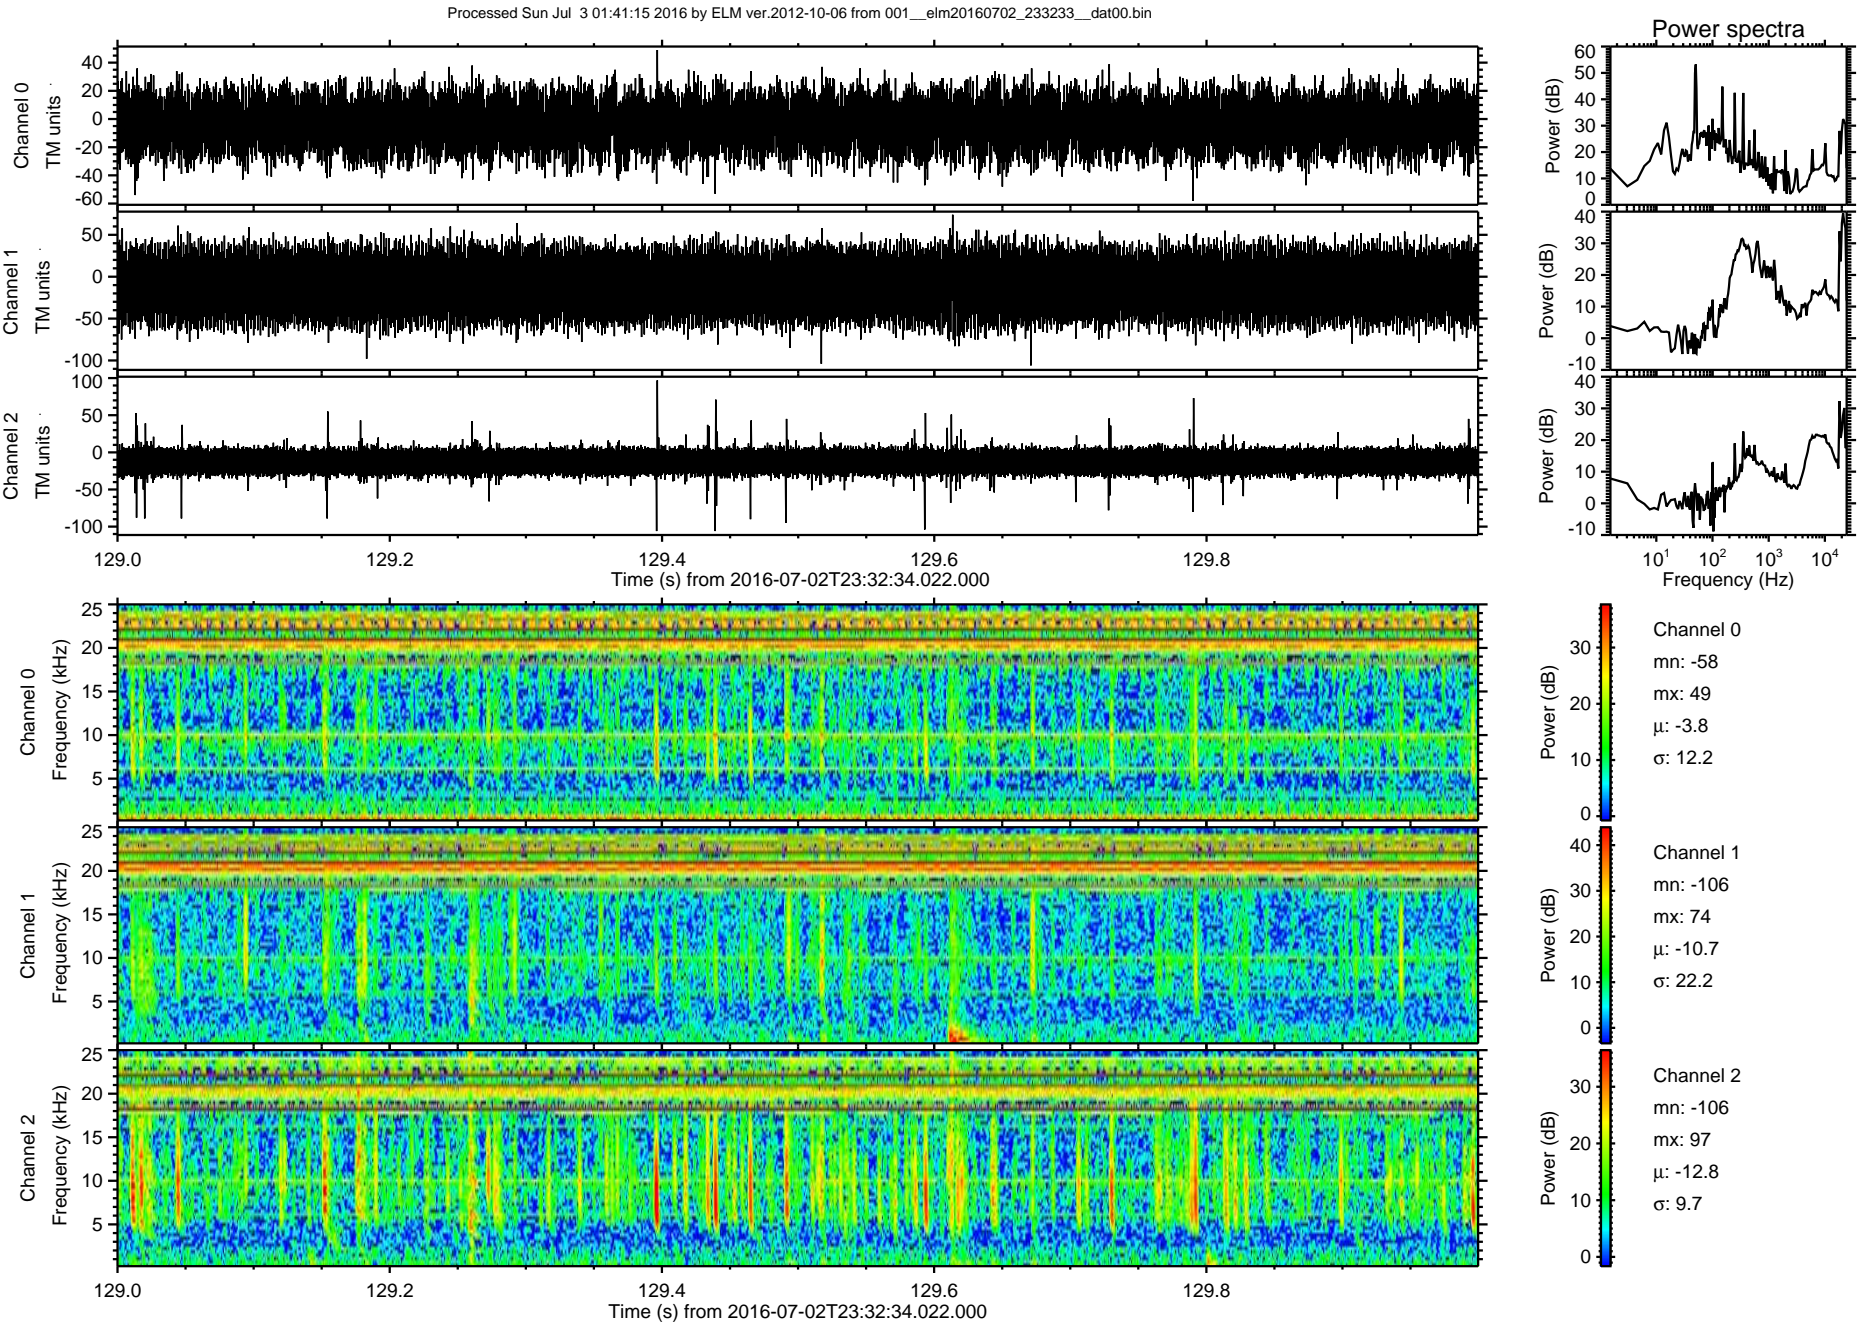 Processed Sun Jul  3 01:41:15 2016 by ELM ver.2012-10-06 from 001__elm20160702_233233__dat00.bin
Power spectra
Channel 0
TM units
40
20
0
-20
-40
-60
Power (dB)
60
50
40
30
20
10
0
Channel 1
TM units
50
0
-50
-100
Power (dB)
40
30
20
10
0
-10
Channel 2
TM units
100
50
0
-50
-100
Power (dB)
40
30
20
10
0
-10
129.0 129.2 129.4 129.6 129.8
Time (s) from 2016-07-02T23:32:34.022.000
10¹ 10² 10³ 10⁴
Frequency (Hz)
Channel 0
Frequency (kHz)
25
20
15
10
5
Power (dB)
30
20
10
0
Channel 0
mn: -58
mx: 49
µ: -3.8
σ: 12.2
Channel 1
Frequency (kHz)
25
20
15
10
5
Power (dB)
40
30
20
10
0
Channel 1
mn: -106
mx: 74
µ: -10.7
σ: 22.2
Channel 2
Frequency (kHz)
25
20
15
10
5
Power (dB)
30
20
10
0
Channel 2
mn: -106
mx: 97
µ: -12.8
σ: 9.7
129.0 129.2 129.4 129.6 129.8
Time (s) from 2016-07-02T23:32:34.022.000